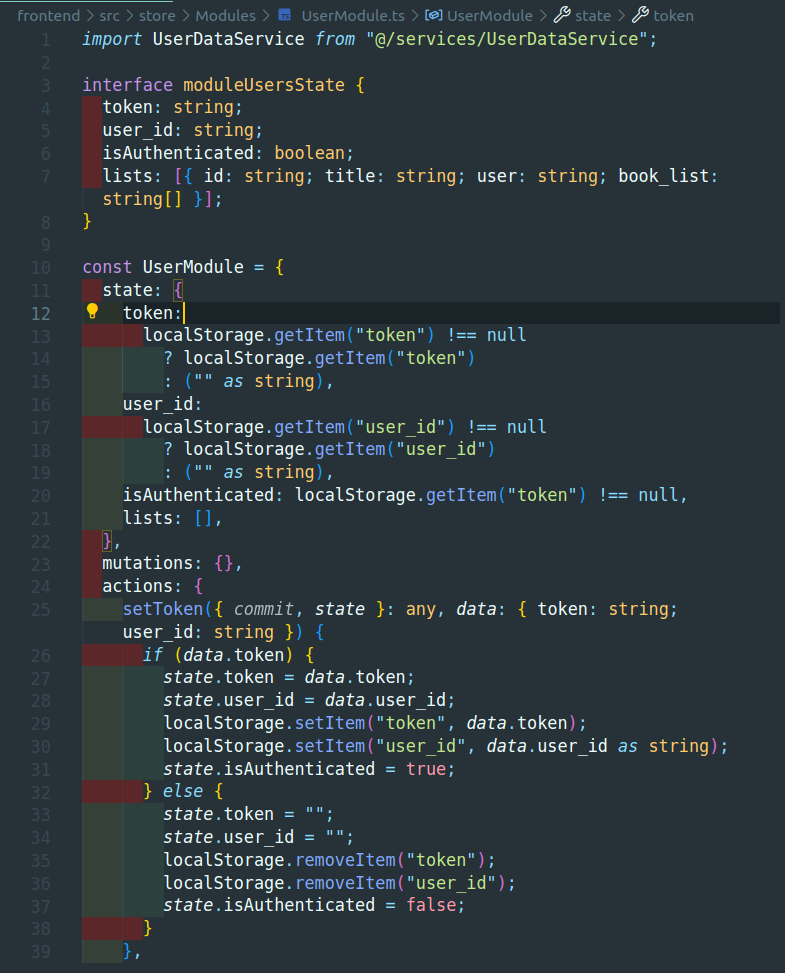 frontend > src > store > Modules > TS UserModule.ts > UserModule > state > token
1 import UserDataService from "@/services/UserDataService";
2
3 interface moduleUsersState {
4 token: string;
5 user_id: string;
6 isAuthenticated: boolean;
7 lists: [{ id: string; title: string; user: string; book_list:
string[] }];
8 }
9
10 const UserModule = {
11 state: {
12 token:
13 localStorage.getItem("token") !== null
14 ? localStorage.getItem("token")
15 : ("" as string),
16 user_id:
17 localStorage.getItem("user_id") !== null
18 ? localStorage.getItem("user_id")
19 : ("" as string),
20 isAuthenticated: localStorage.getItem("token") !== null,
21 lists: [],
22 },
23 mutations: {},
24 actions: {
25 setToken({ commit, state }: any, data: { token: string;
user_id: string }) {
26 if (data.token) {
27 state.token = data.token;
28 state.user_id = data.user_id;
29 localStorage.setItem("token", data.token);
30 localStorage.setItem("user_id", data.user_id as string);
31 state.isAuthenticated = true;
32 } else {
33 state.token = "";
34 state.user_id = "";
35 localStorage.removeItem("token");
36 localStorage.removeItem("user_id");
37 state.isAuthenticated = false;
38 }
39 },